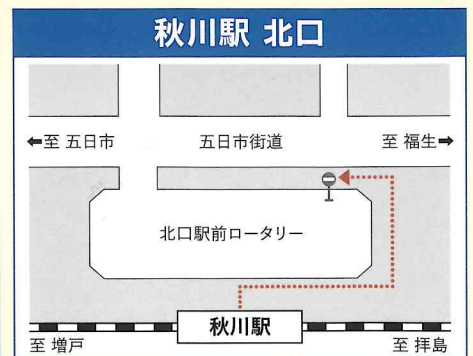 秋川駅 北口
←至 五日市 五日市街道 至 福生→
北口駅前ロータリー
秋川駅
至 増戸 至 拝島